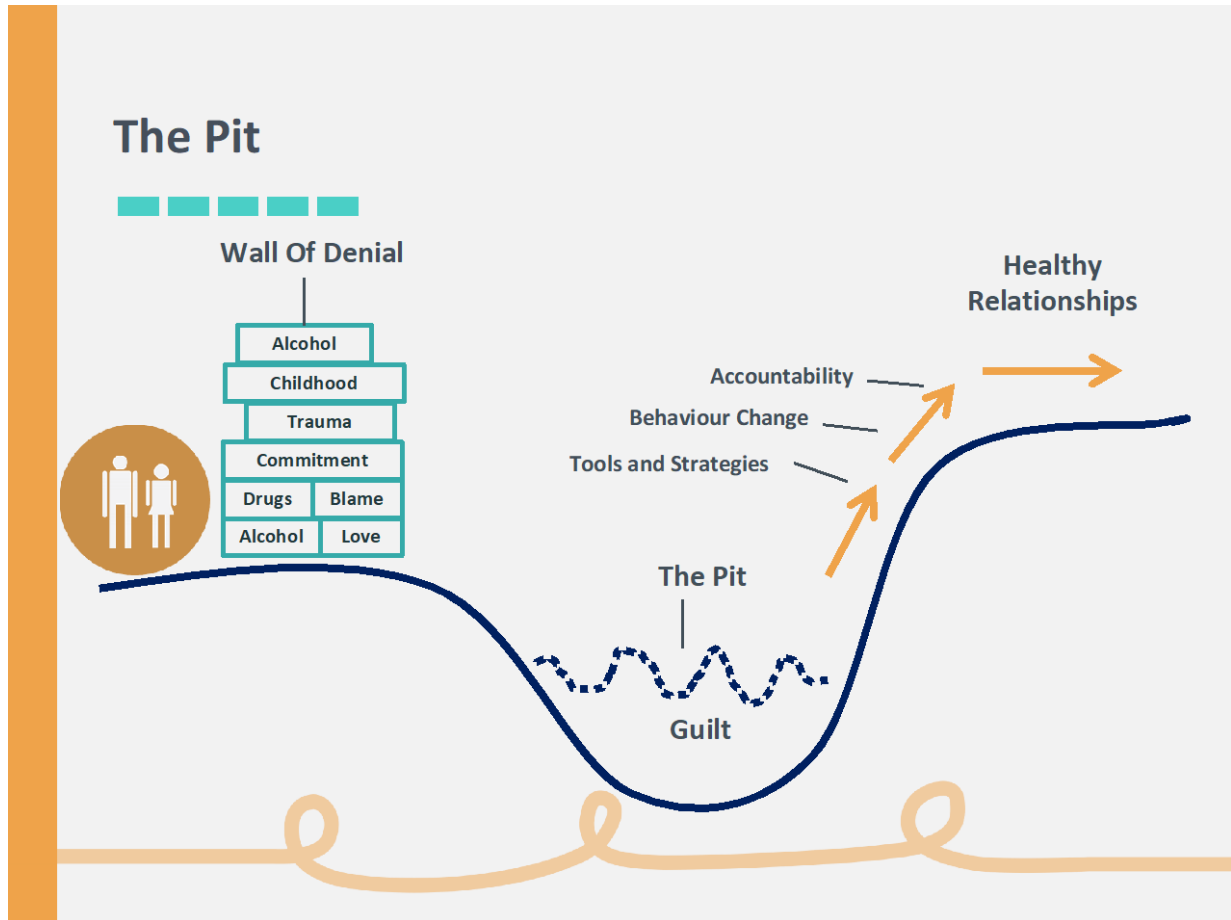 The Pit
Wall Of Denial
Alcohol
Childhood
Trauma
Commitment
Drugs Blame
Alcohol Love
The Pit
Guilt
Tools and Strategies
Behaviour Change
Accountability
Healthy
Relationships